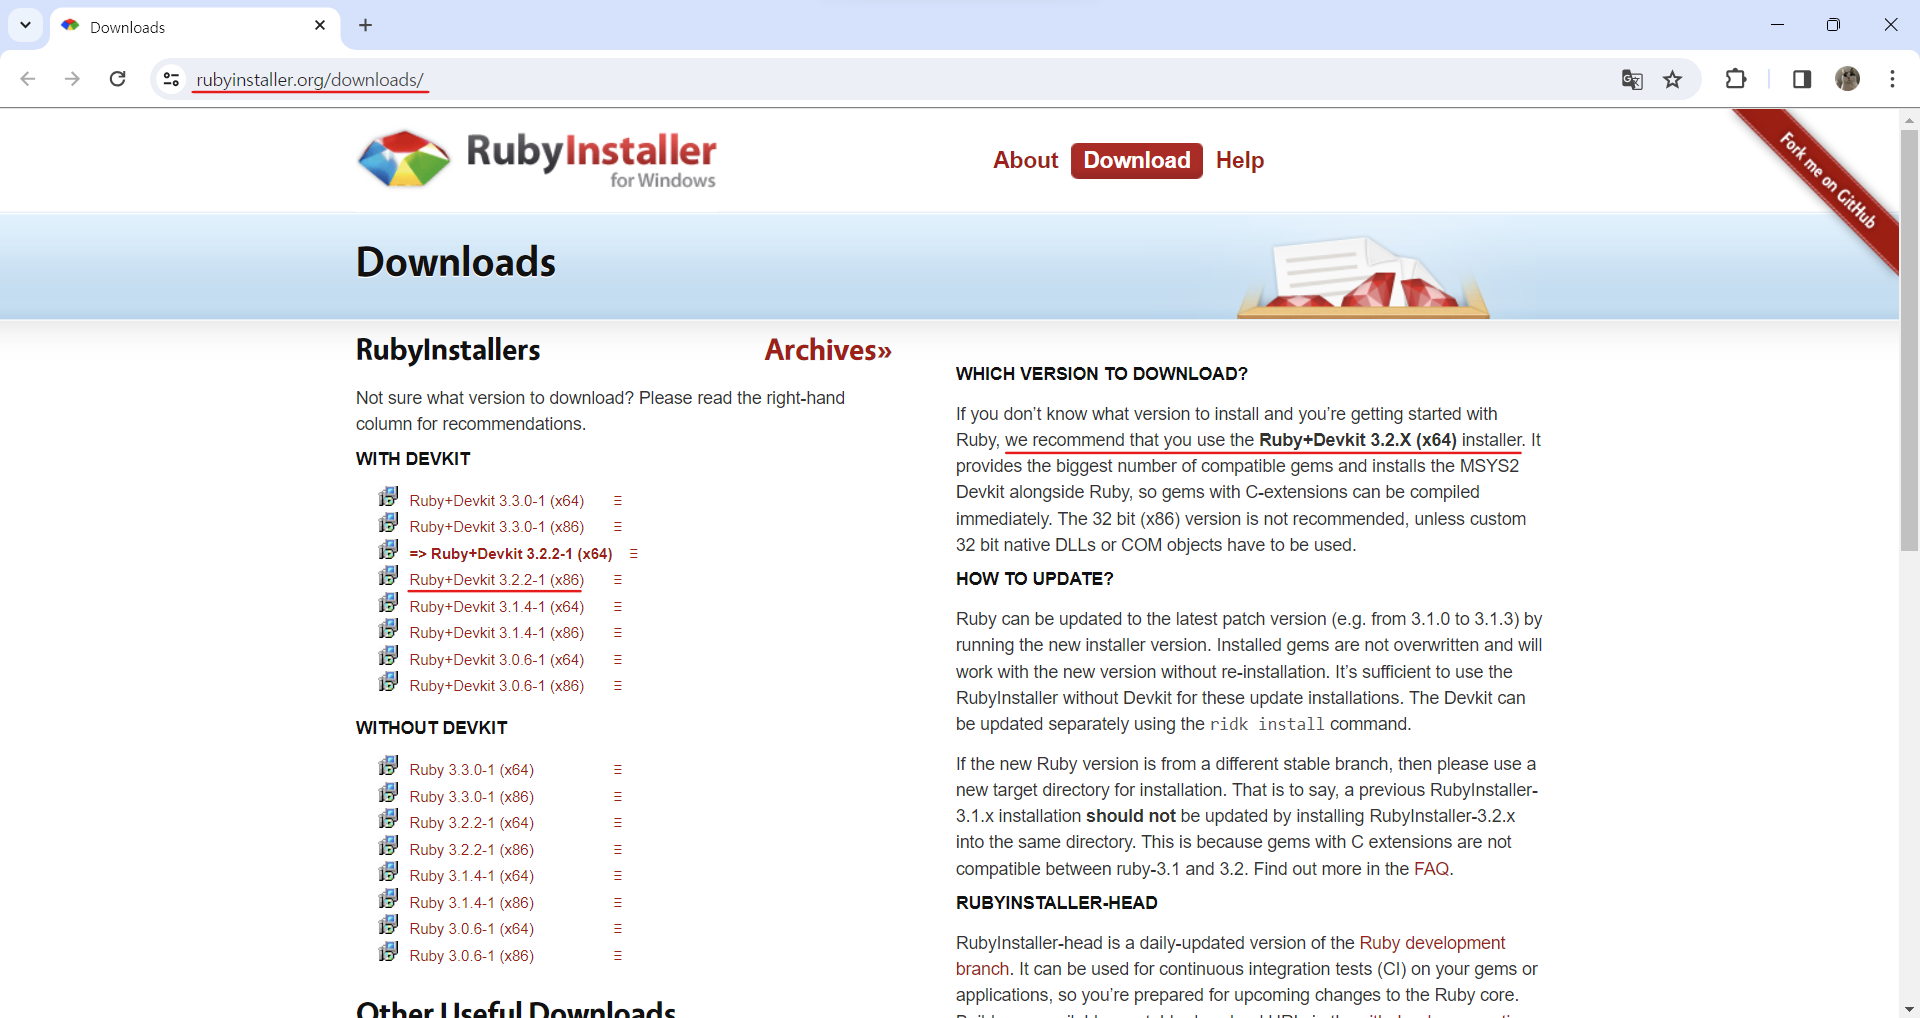 Downloads
rubyinstaller.org/downloads/
RubyInstaller
for Windows
About Download Help
Fork me on GitHub
Downloads
RubyInstallers Archives»
Not sure what version to download? Please read the right-hand
column for recommendations.
WITH DEVKIT
Ruby+Devkit 3.3.0-1 (x64)
Ruby+Devkit 3.3.0-1 (x86)
=> Ruby+Devkit 3.2.2-1 (x64)
Ruby+Devkit 3.2.2-1 (x86)
Ruby+Devkit 3.1.4-1 (x64)
Ruby+Devkit 3.1.4-1 (x86)
Ruby+Devkit 3.0.6-1 (x64)
Ruby+Devkit 3.0.6-1 (x86)
WITHOUT DEVKIT
Ruby 3.3.0-1 (x64)
Ruby 3.3.0-1 (x86)
Ruby 3.2.2-1 (x64)
Ruby 3.2.2-1 (x86)
Ruby 3.1.4-1 (x64)
Ruby 3.1.4-1 (x86)
Ruby 3.0.6-1 (x64)
Ruby 3.0.6-1 (x86)
Other Useful Downloads
WHICH VERSION TO DOWNLOAD?
If you don’t know what version to install and you’re getting started with
Ruby, we recommend that you use the Ruby+Devkit 3.2.X (x64) installer. It
provides the biggest number of compatible gems and installs the MSYS2
Devkit alongside Ruby, so gems with C-extensions can be compiled
immediately. The 32 bit (x86) version is not recommended, unless custom
32 bit native DLLs or COM objects have to be used.
HOW TO UPDATE?
Ruby can be updated to the latest patch version (e.g. from 3.1.0 to 3.1.3) by
running the new installer version. Installed gems are not overwritten and will
work with the new version without re-installation. It’s sufficient to use the
RubyInstaller without Devkit for these update installations. The Devkit can
be updated separately using the ridk install command.
If the new Ruby version is from a different stable branch, then please use a
new target directory for installation. That is to say, a previous RubyInstaller-
3.1.x installation should not be updated by installing RubyInstaller-3.2.x
into the same directory. This is because gems with C extensions are not
compatible between ruby-3.1 and 3.2. Find out more in the FAQ.
RUBYINSTALLER-HEAD
RubyInstaller-head is a daily-updated version of the Ruby development
branch. It can be used for continuous integration tests (CI) on your gems or
applications, so you’re prepared for upcoming changes to the Ruby core.